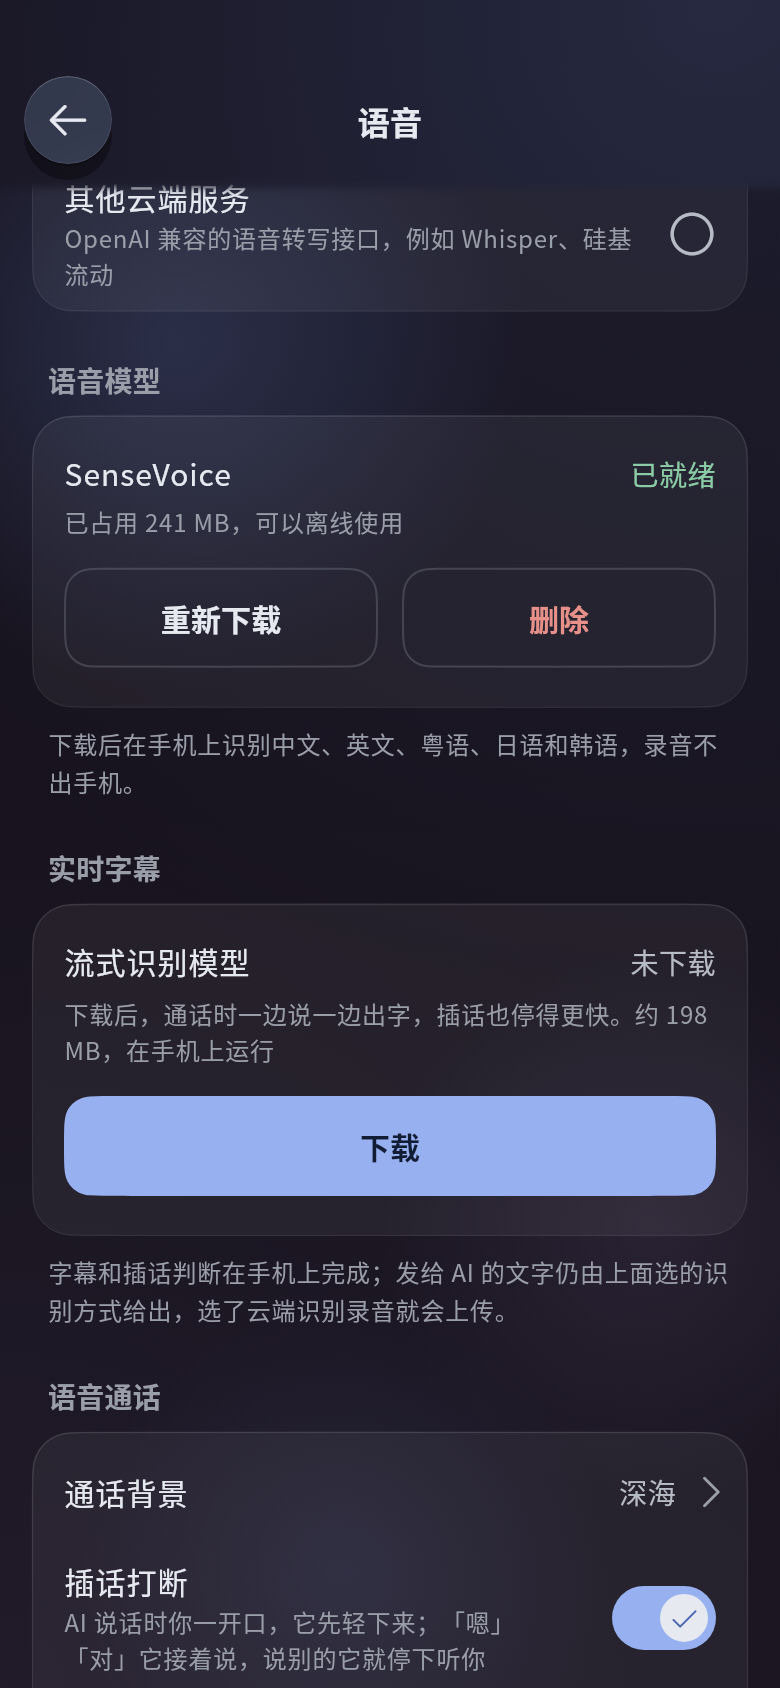 语音
其他云端服务
OpenAI 兼容的语音转写接口，例如 Whisper、硅基
流动
语音模型
SenseVoice
已就绪
已占用 241 MB，可以离线使用
重新下载
删除
下载后在手机上识别中文、英文、粤语、日语和韩语，录音不
出手机。
实时字幕
流式识别模型
未下载
下载后，通话时一边说一边出字，插话也停得更快。约 198
MB，在手机上运行
下载
字幕和插话判断在手机上完成；发给 AI 的文字仍由上面选的识
别方式给出，选了云端识别录音就会上传。
语音通话
通话背景
深海
插话打断
AI 说话时你一开口，它先轻下来；「嗯」
「对」它接着说，说别的它就停下听你